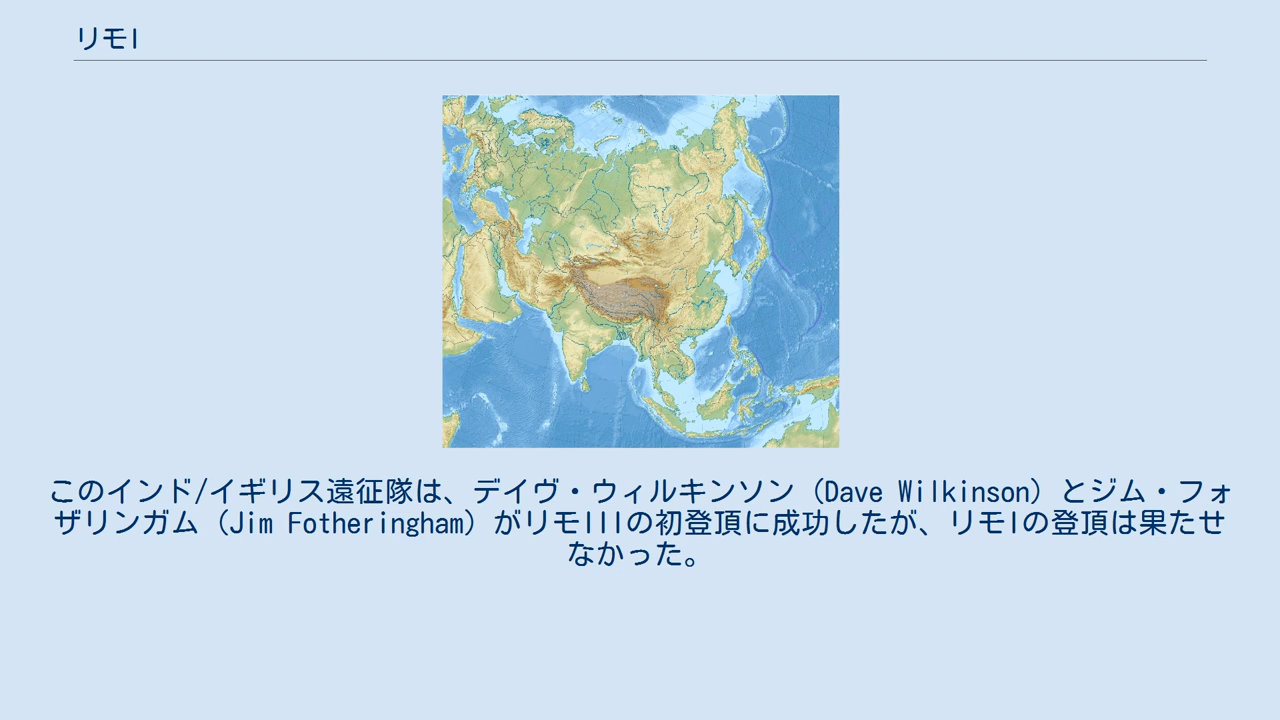 リモI
このインド/イギリス遠征隊は、デイヴ・ウィルキンソン（Dave Wilkinson）とジム・フォ
ザリンガム（Jim Fotheringham）がリモIIIの初登頂に成功したが、リモIの登頂は果たせ
なかった。